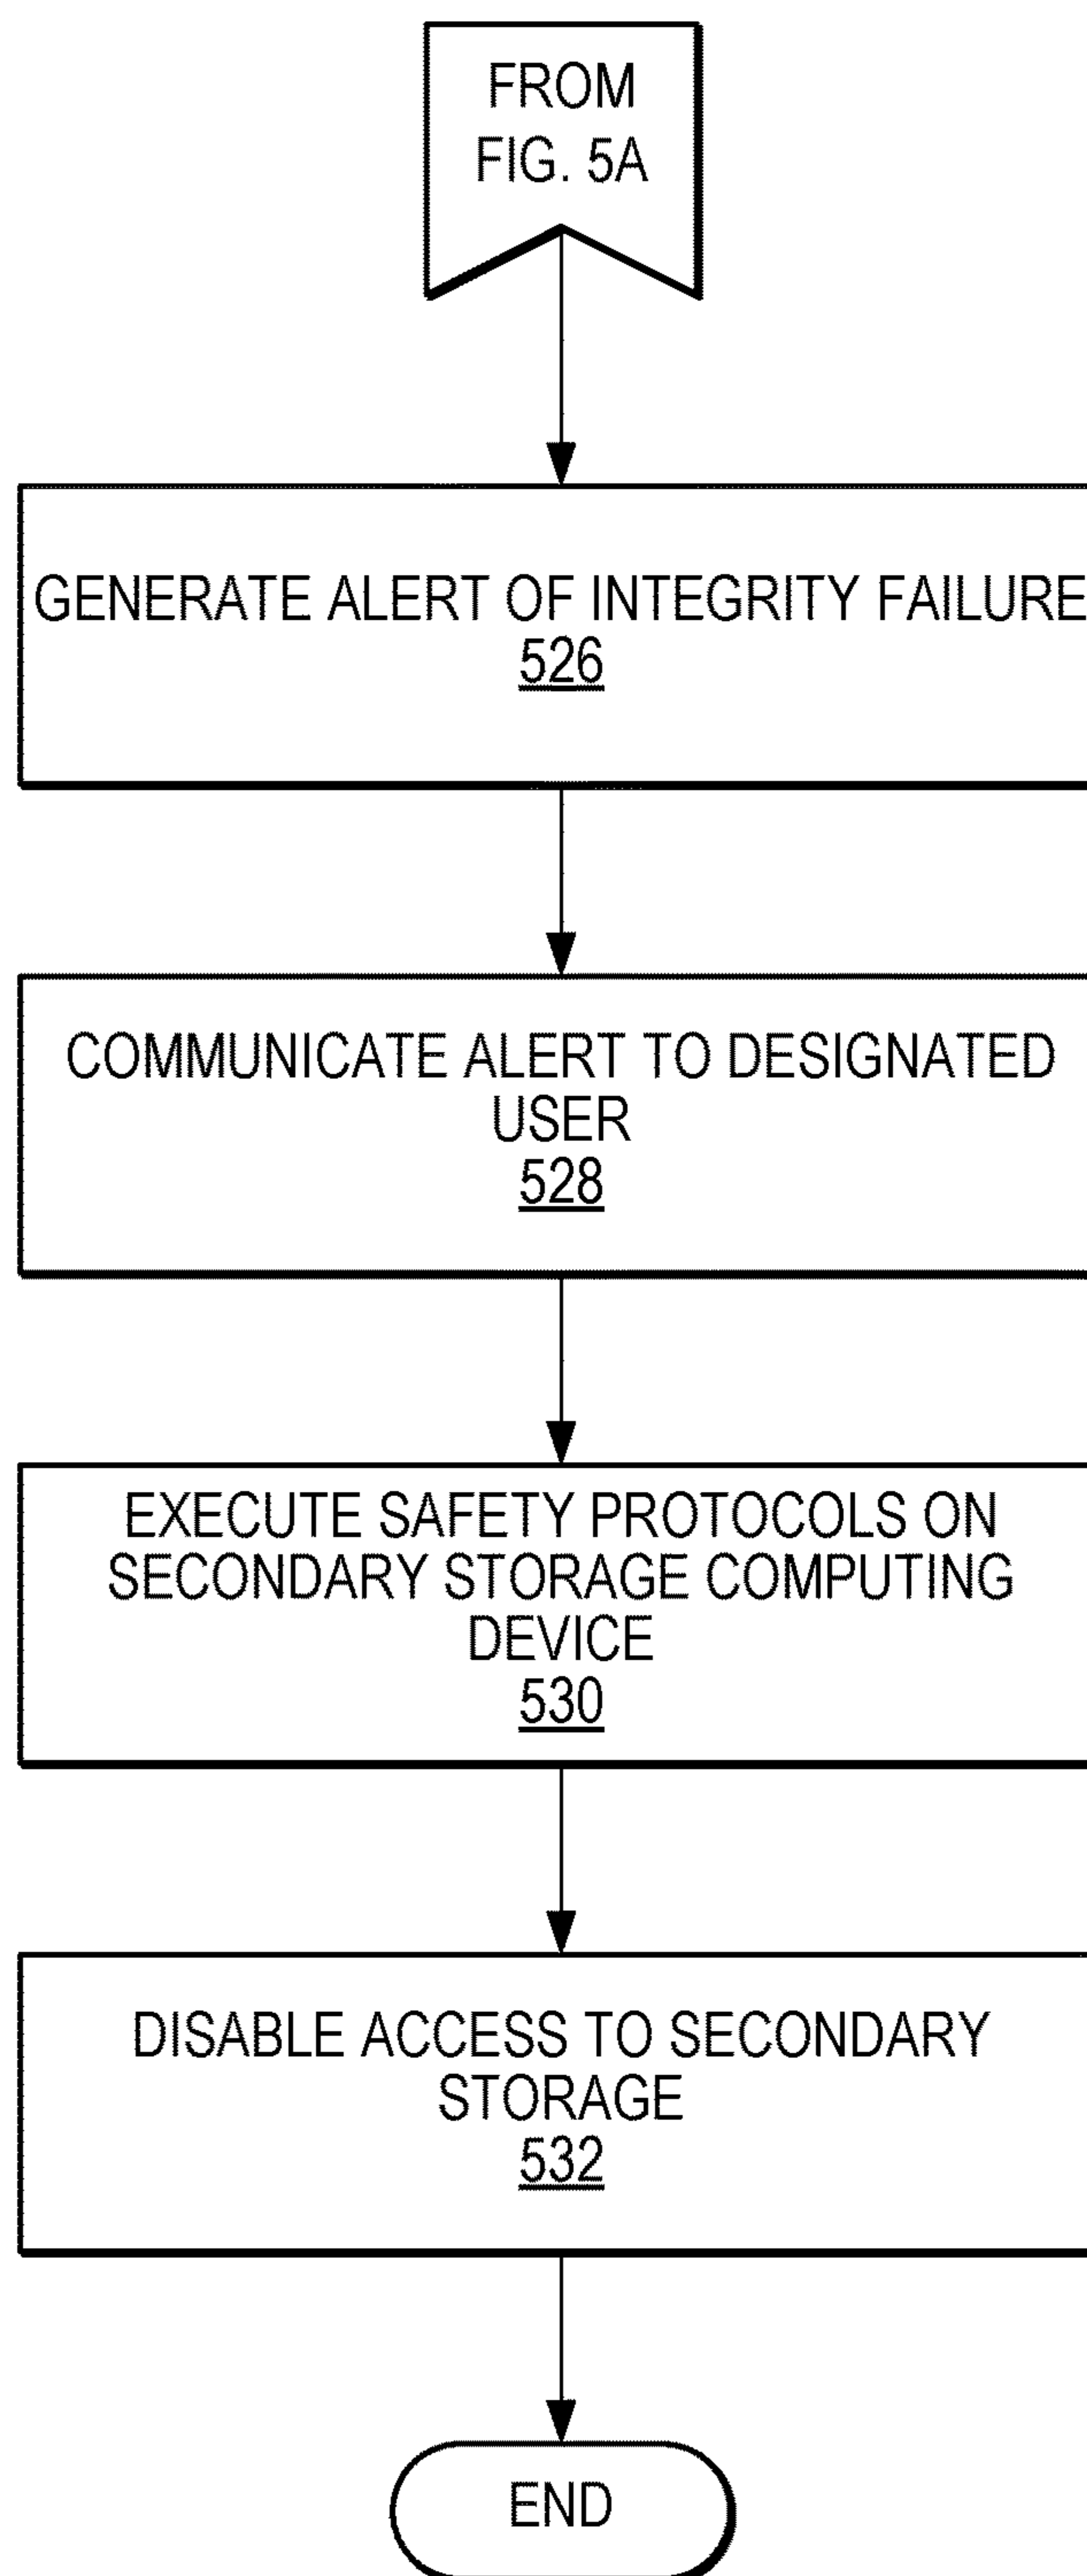 FROM
FIG. 5A
GENERATE ALERT OF INTEGRITY FAILURE
526
COMMUNICATE ALERT TO DESIGNATED
USER
528
EXECUTE SAFETY PROTOCOLS ON
SECONDARY STORAGE COMPUTING
DEVICE
530
DISABLE ACCESS TO SECONDARY
STORAGE
532
END